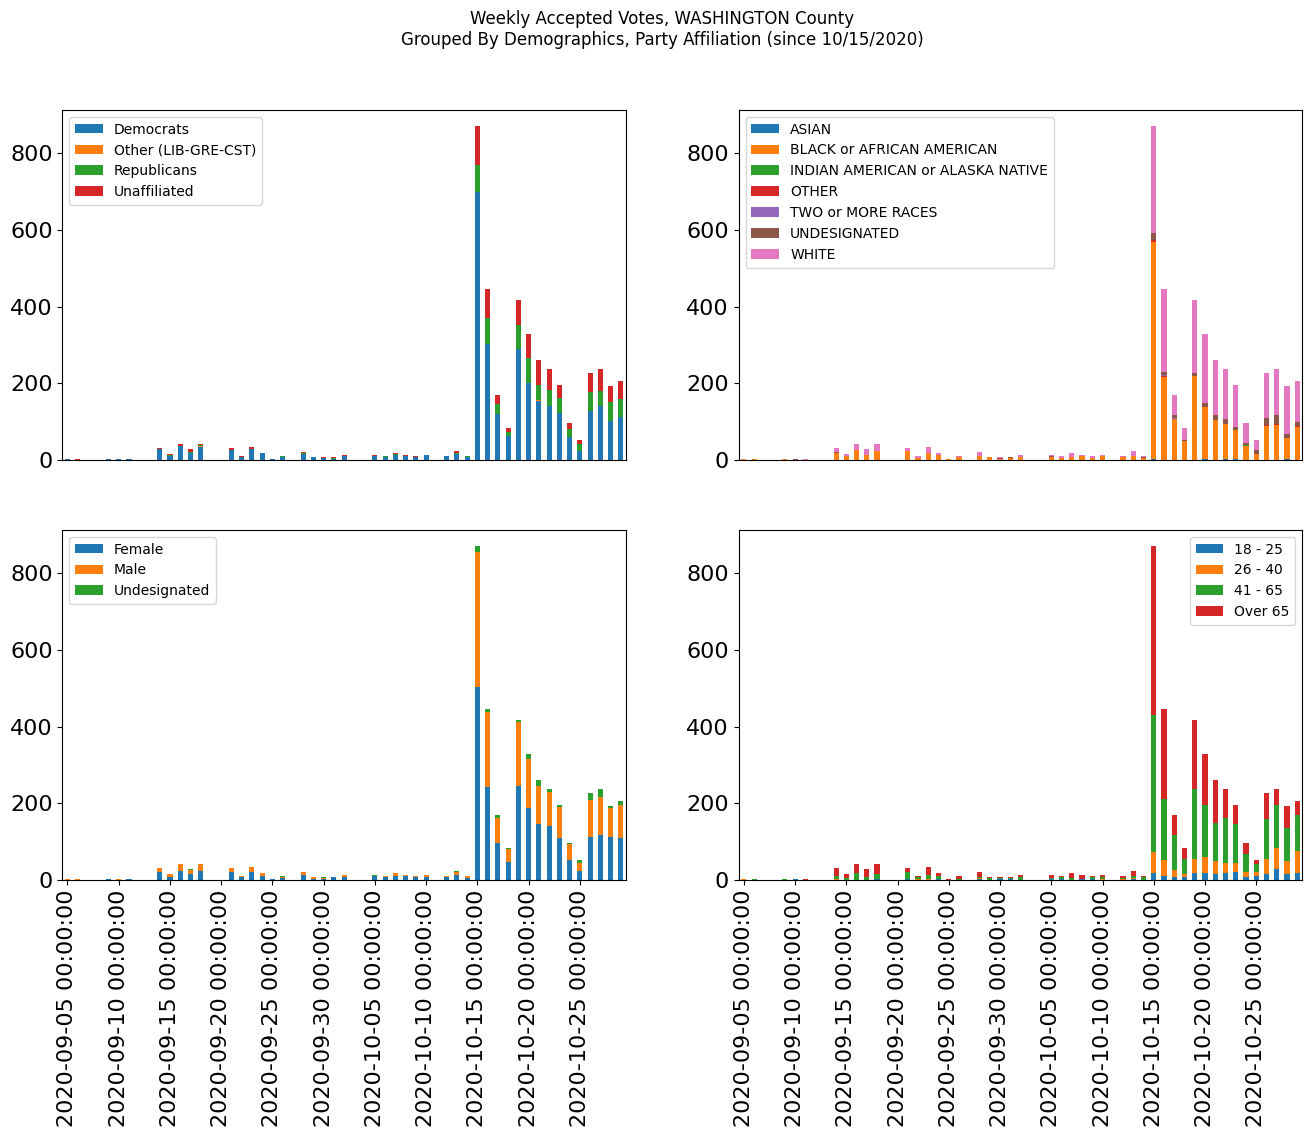 Weekly Accepted Votes, WASHINGTON County
Grouped By Demographics, Party Affiliation (since 10/15/2020)
Democrats
Other (LIB-GRE-CST)
Republicans
Unaffiliated
800
600
400
200
0
ASIAN
BLACK or AFRICAN AMERICAN
INDIAN AMERICAN or ALASKA NATIVE
OTHER
TWO or MORE RACES
UNDESIGNATED
WHITE
800
600
400
200
0
Female
Male
Undesignated
800
600
400
200
0
2020-09-05 00:00:00
2020-09-10 00:00:00
2020-09-15 00:00:00
2020-09-20 00:00:00
2020-09-25 00:00:00
2020-09-30 00:00:00
2020-10-05 00:00:00
2020-10-10 00:00:00
2020-10-15 00:00:00
2020-10-20 00:00:00
2020-10-25 00:00:00
18 - 25
26 - 40
41 - 65
Over 65
800
600
400
200
0
2020-09-05 00:00:00
2020-09-10 00:00:00
2020-09-15 00:00:00
2020-09-20 00:00:00
2020-09-25 00:00:00
2020-09-30 00:00:00
2020-10-05 00:00:00
2020-10-10 00:00:00
2020-10-15 00:00:00
2020-10-20 00:00:00
2020-10-25 00:00:00